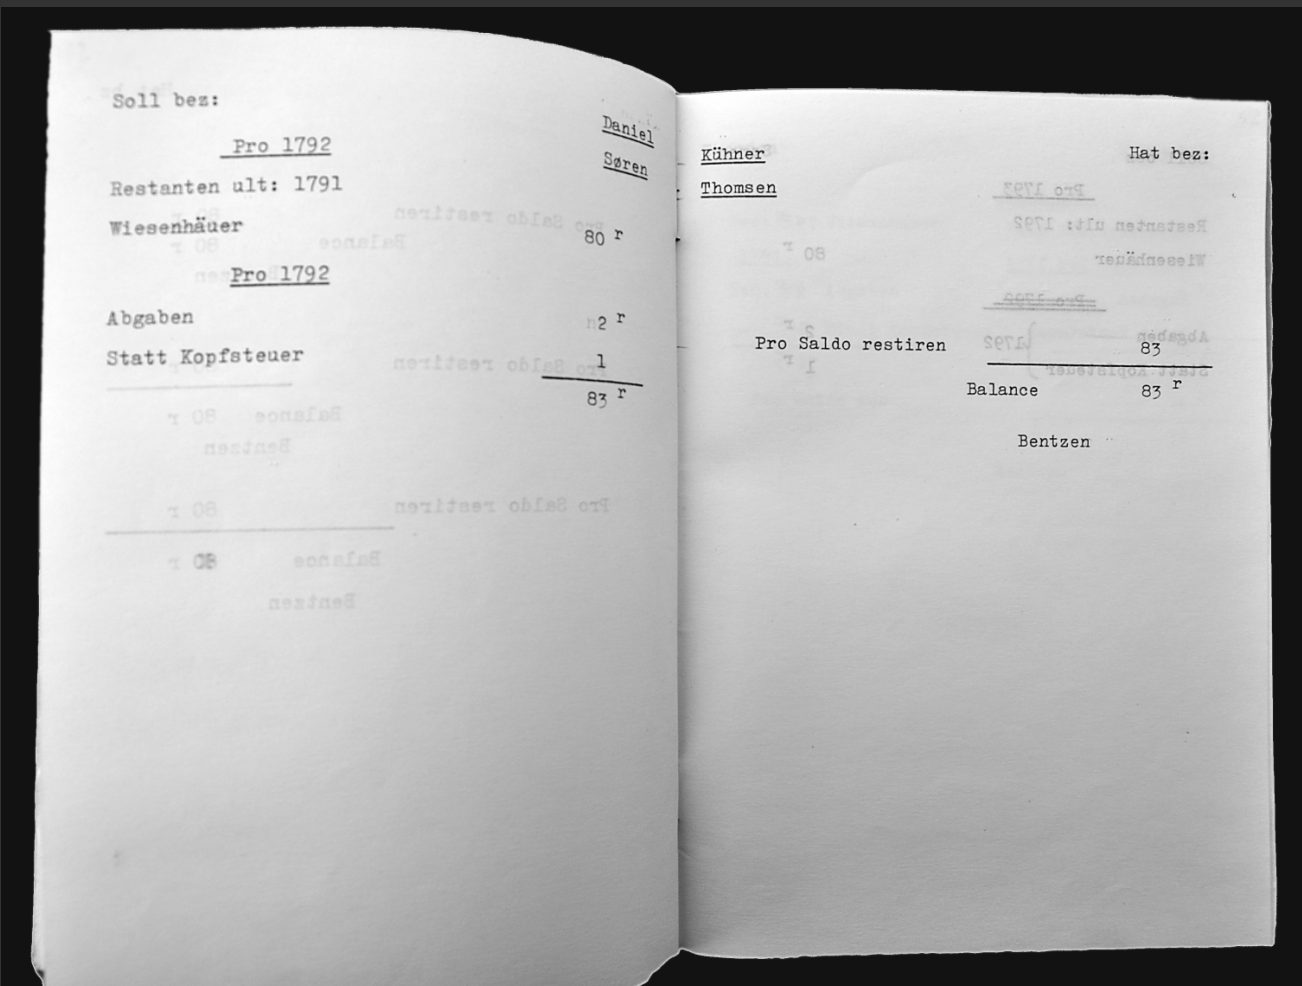 Soll bez:
Daniel
Pro 1792
Søren
Restanten ult: 1791
Wiesenhäuer
80 r
Pro 1792
Abgaben 2 r
Statt Kopfsteuer 1
83 r
Kühner Hat bez:
Thomsen
Pro Saldo restiren 83
Balance 83 r
Bentzen